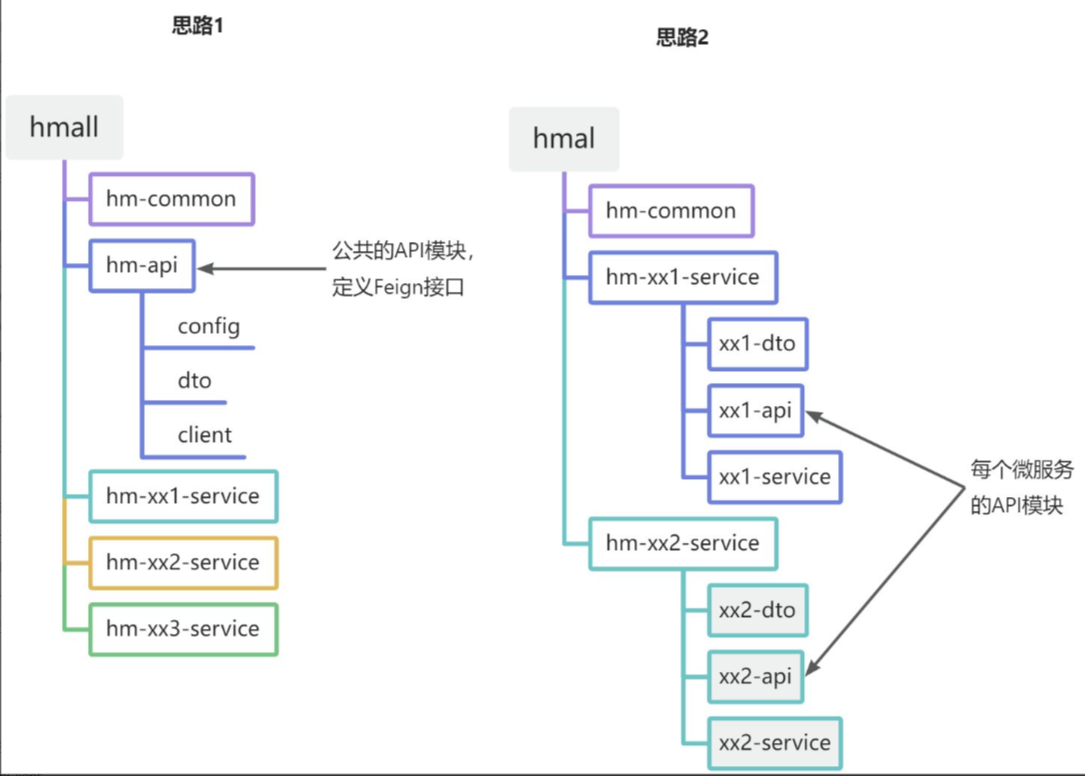 思路1
hmall
hm-common
hm-api
公共的API模块，
定义Feign接口
config
dto
client
hm-xx1-service
hm-xx2-service
hm-xx3-service
思路2
hmal
hm-common
hm-xx1-service
xx1-dto
xx1-api
xx1-service
每个微服务
的API模块
hm-xx2-service
xx2-dto
xx2-api
xx2-service